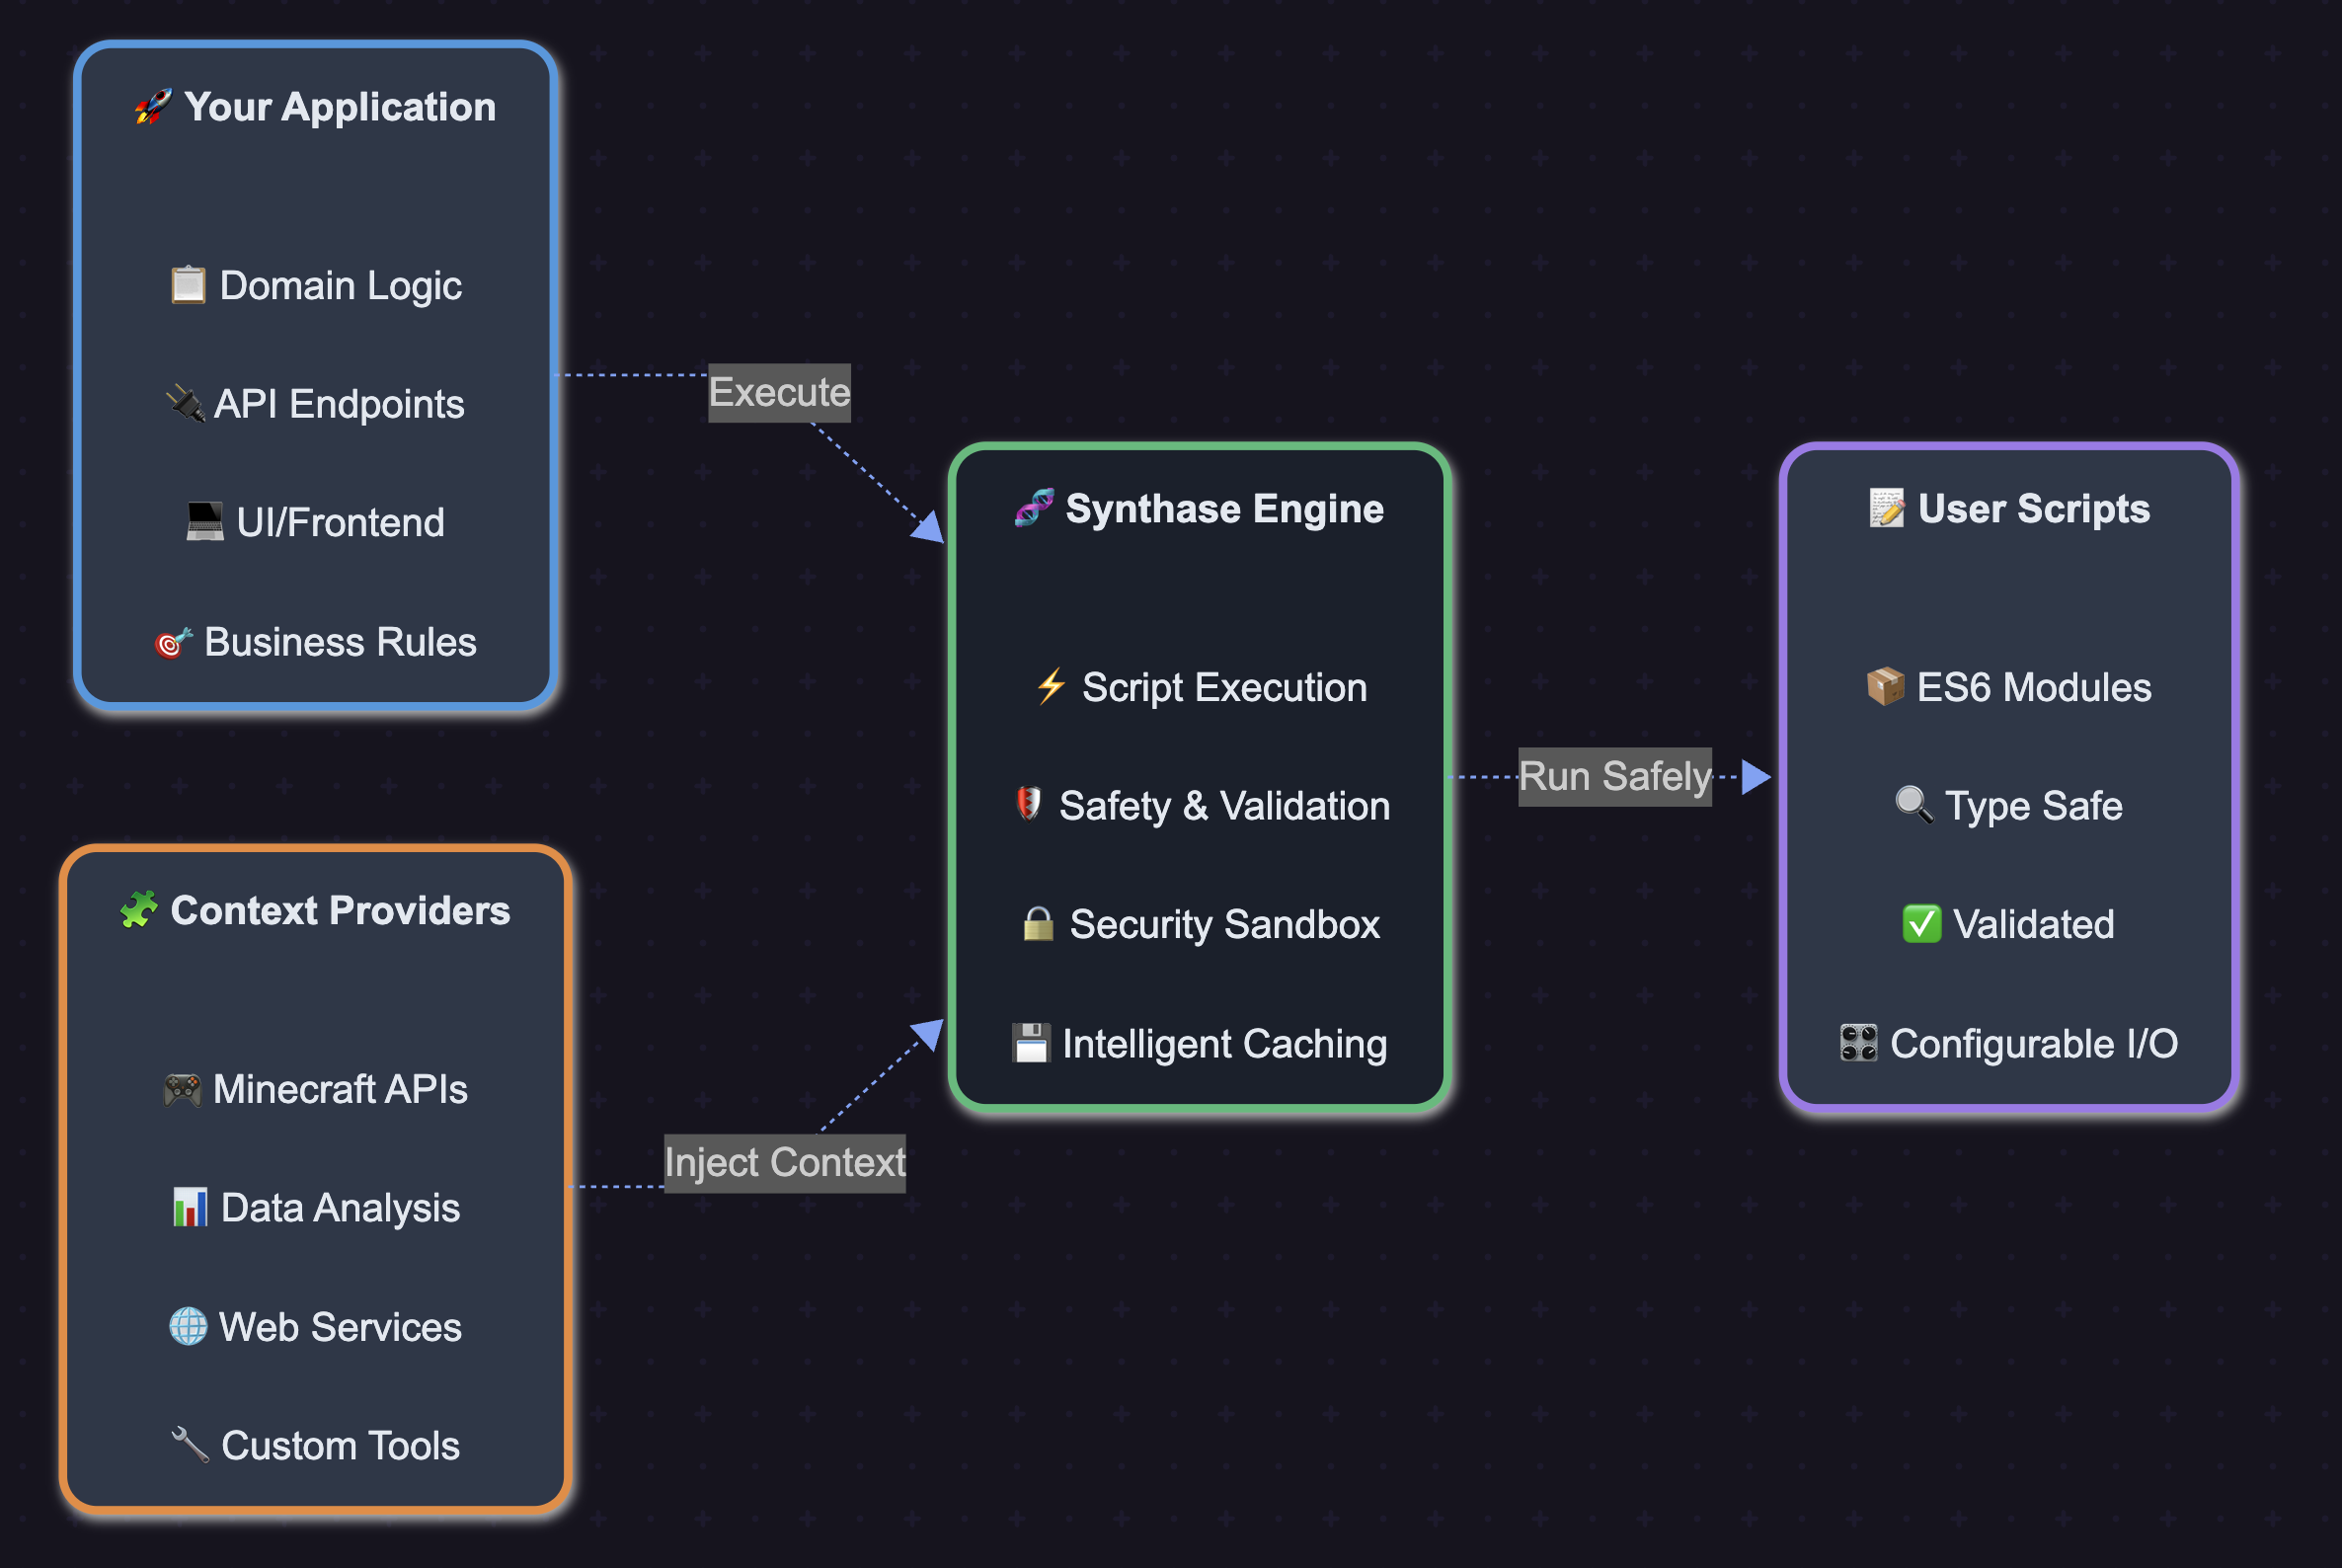 🚀 Your Application
📋 Domain Logic
🔌 API Endpoints
💻 UI/Frontend
🎯 Business Rules
Execute
🧩 Context Providers
🎮 Minecraft APIs
📊 Data Analysis
🌐 Web Services
🔧 Custom Tools
Inject Context
🧬 Synthase Engine
⚡ Script Execution
🛡️ Safety & Validation
🔒 Security Sandbox
💾 Intelligent Caching
Run Safely
📝 User Scripts
📦 ES6 Modules
🔍 Type Safe
✅ Validated
🎛️ Configurable I/O